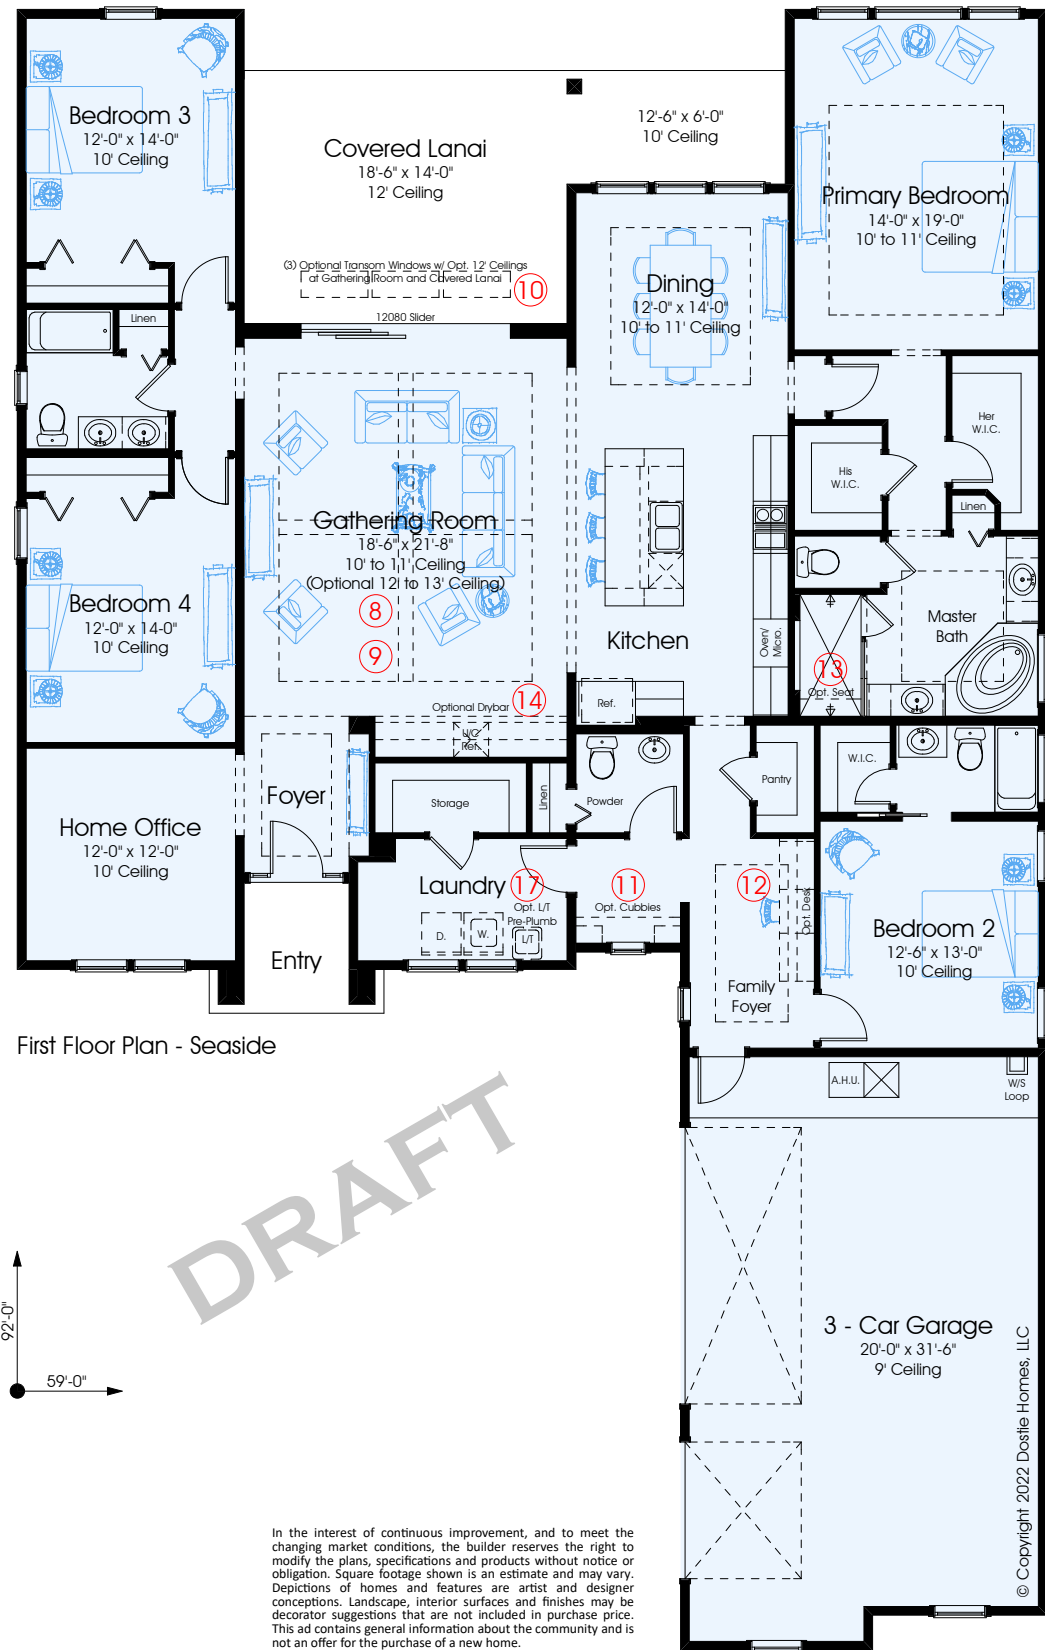 Bedroom 3
12'-0" x 14'-0"
10' Ceiling
Covered Lanai
18'-6" x 14'-0"
12' Ceiling
12'-6" x 6'-0"
10' Ceiling
Primary Bedroom
14'-0" x 19'-0"
10' to 11' Ceiling
(3) Optional Transom Windows w/ Opt. 12' Ceilings
at Gathering Room and Covered Lanai
10
12080 Slider
Dining
12'-0" x 14'-0"
10' to 11' Ceiling
Linen
Her
W.I.C.
His
W.I.C.
Linen
Gathering Room
18'-6" x 21'-8"
10' to 11' Ceiling
(Optional 12' to 13' Ceiling)
8
9
Bedroom 4
12'-0" x 14-0"
10' Ceiling
Kitchen
Oven/
Micro.
Master
Bath
13
Opt. Seat
Ref.
14
Optional Drybar
U/C
Ref.
Foyer
Storage
Linen
Powder
Pantry
W.I.C.
Home Office
12'-0" x 12'-0"
10' Ceiling
Laundry
17
Opt. L/T
Pre-Plumb
D.
W.
L/T
11
Opt. Cubbies
12
Opt. Desk
Bedroom 2
12'-6" x 13'-0"
10' Ceiling
Entry
Family
Foyer
First Floor Plan - Seaside
A.H.U.
W/S
Loop
DRAFT
92'-0"
59'-0"
3 - Car Garage
20'-0" x 31'-6"
9' Ceiling
© Copyright 2022 Dostie Homes, LLC
In the interest of continuous improvement, and to meet the
changing market conditions, the builder reserves the right to
modify the plans, specifications and products without notice or
obligation. Square footage shown is an estimate and may vary.
Depictions of homes and features are artist and designer
conceptions. Landscape, interior surfaces and finishes may be
decorator suggestions that are not included in purchase price.
This ad contains general information about the community and is
not an offer for the purchase of a new home.